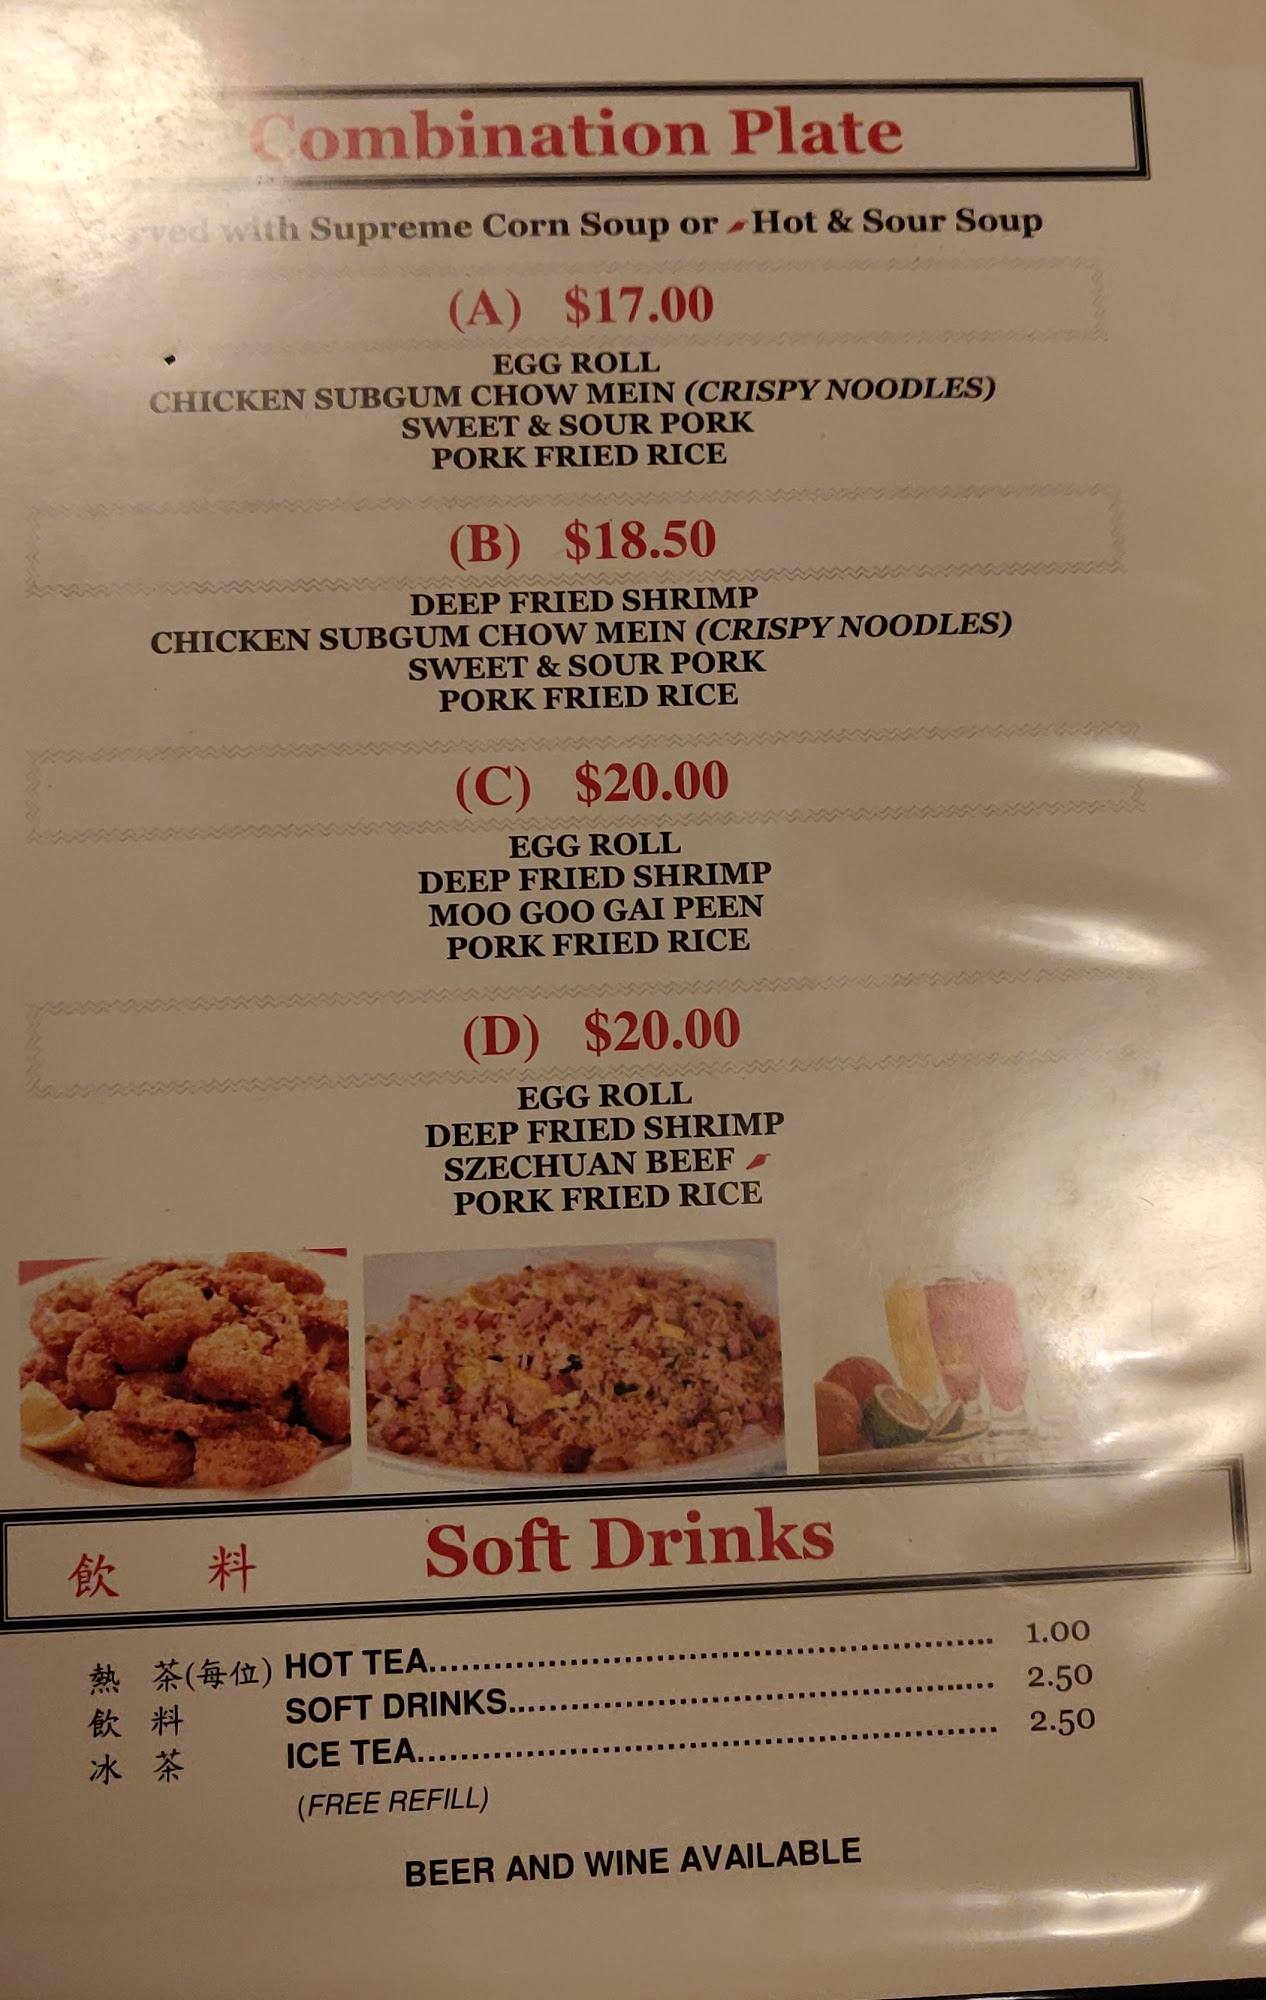 Combination Plate
Served with Supreme Corn Soup or Hot & Sour Soup
(A) $17.00
EGG ROLL
CHICKEN SUBGUM CHOW MEIN (CRISPY NOODLES)
SWEET & SOUR PORK
PORK FRIED RICE
(B) $18.50
DEEP FRIED SHRIMP
CHICKEN SUBGUM CHOW MEIN (CRISPY NOODLES)
SWEET & SOUR PORK
PORK FRIED RICE
(C) $20.00
EGG ROLL
DEEP FRIED SHRIMP
MOO GOO GAI PEEN
PORK FRIED RICE
(D) $20.00
EGG ROLL
DEEP FRIED SHRIMP
SZECHUAN BEEF
PORK FRIED RICE
飲 料 Soft Drinks
熱 茶(每位) HOT TEA........................................................ 1.00
飲 料 SOFT DRINKS................................................ 2.50
冰 茶 ICE TEA......................................................... 2.50
(FREE REFILL)
BEER AND WINE AVAILABLE